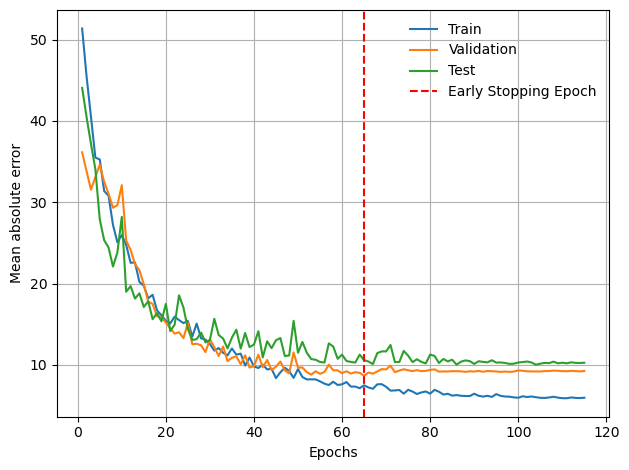 50
40
30
20
10
Mean absolute error
Train
Validation
Test
Early Stopping Epoch
0 20 40 60 80 100 120
Epochs